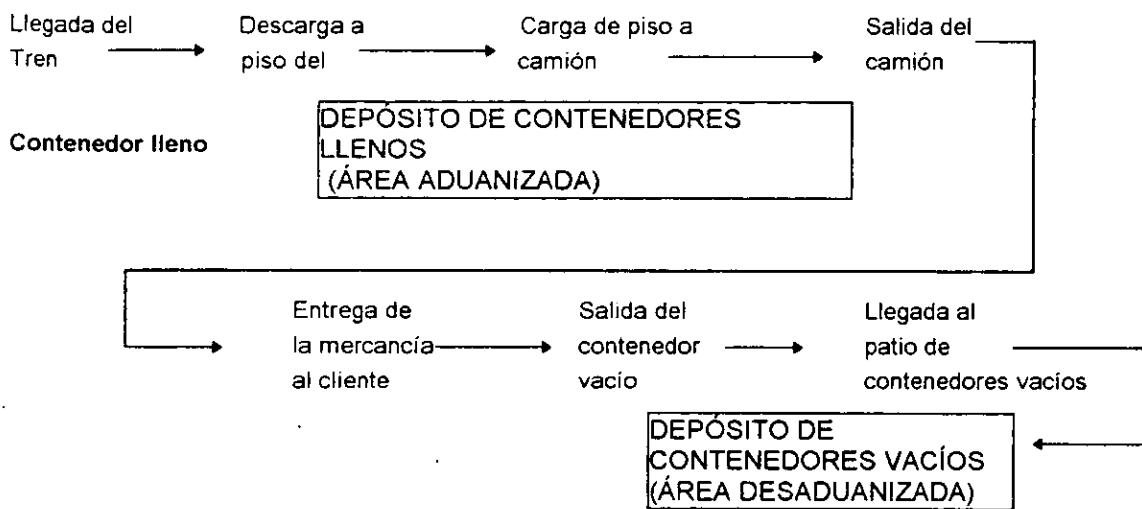 Llegada del
Tren
Descarga a
piso del
Carga de piso a
camión
Salida del
camión
Contenedor lleno
DEPÓSITO DE CONTENEDORES
LLENOS
(ÁREA ADUANIZADA)
Entrega de
la mercancía
al cliente
Salida del
contenedor
vacío
Llegada al
patio de
contenedores vacíos
DEPÓSITO DE
CONTENEDORES VACÍOS
(ÁREA DESADUANIZADA)